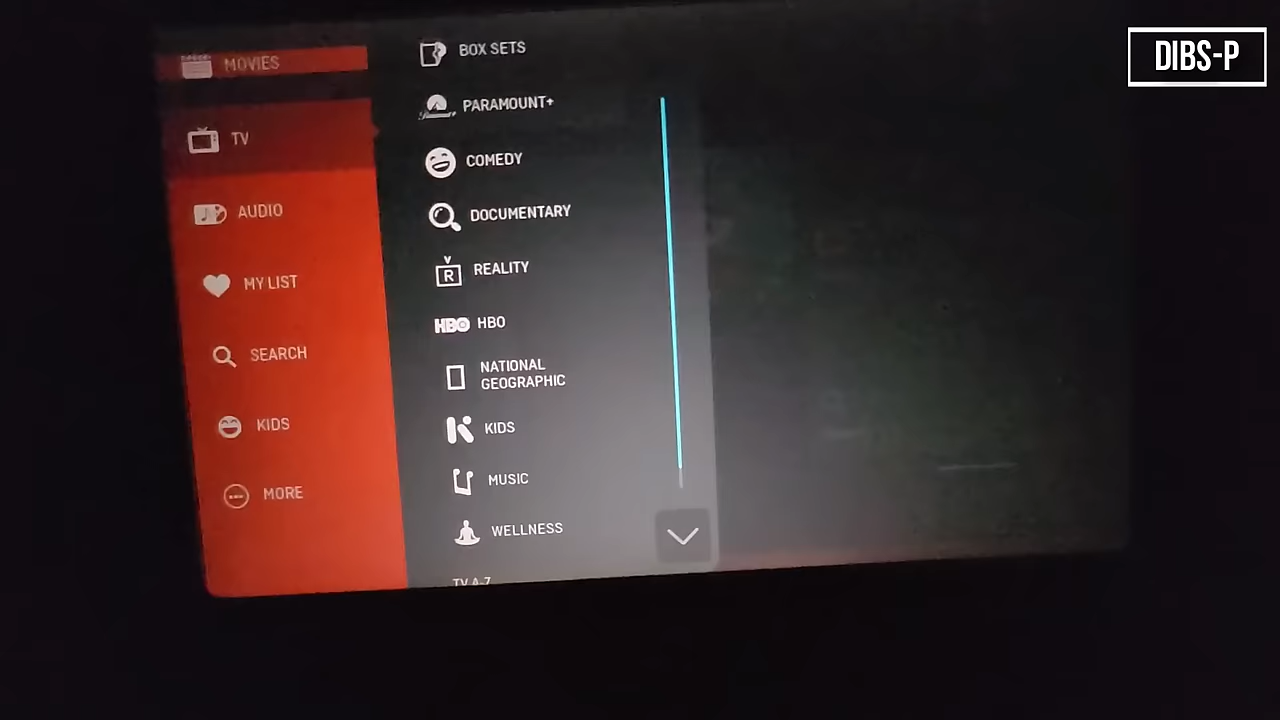 DIBS-P
MOVIES
TV
AUDIO
MY LIST
SEARCH
KIDS
MORE
BOX SETS
PARAMOUNT+
COMEDY
DOCUMENTARY
R
REALITY
HBO
HBO
NATIONAL
GEOGRAPHIC
KIDS
MUSIC
WELLNESS
TV A-Z